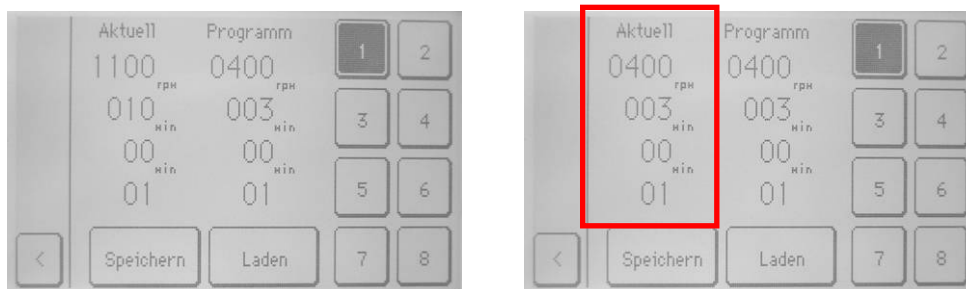 Aktuell Programm
1100 rpm 0400 rpm
010 min 003 min
00 min 00 min
01 01
1 2
3 4
5 6
7 8
< Speichern Laden
Aktuell Programm
0400 rpm 0400 rpm
003 min 003 min
00 min 00 min
01 01
1 2
3 4
5 6
7 8
< Speichern Laden